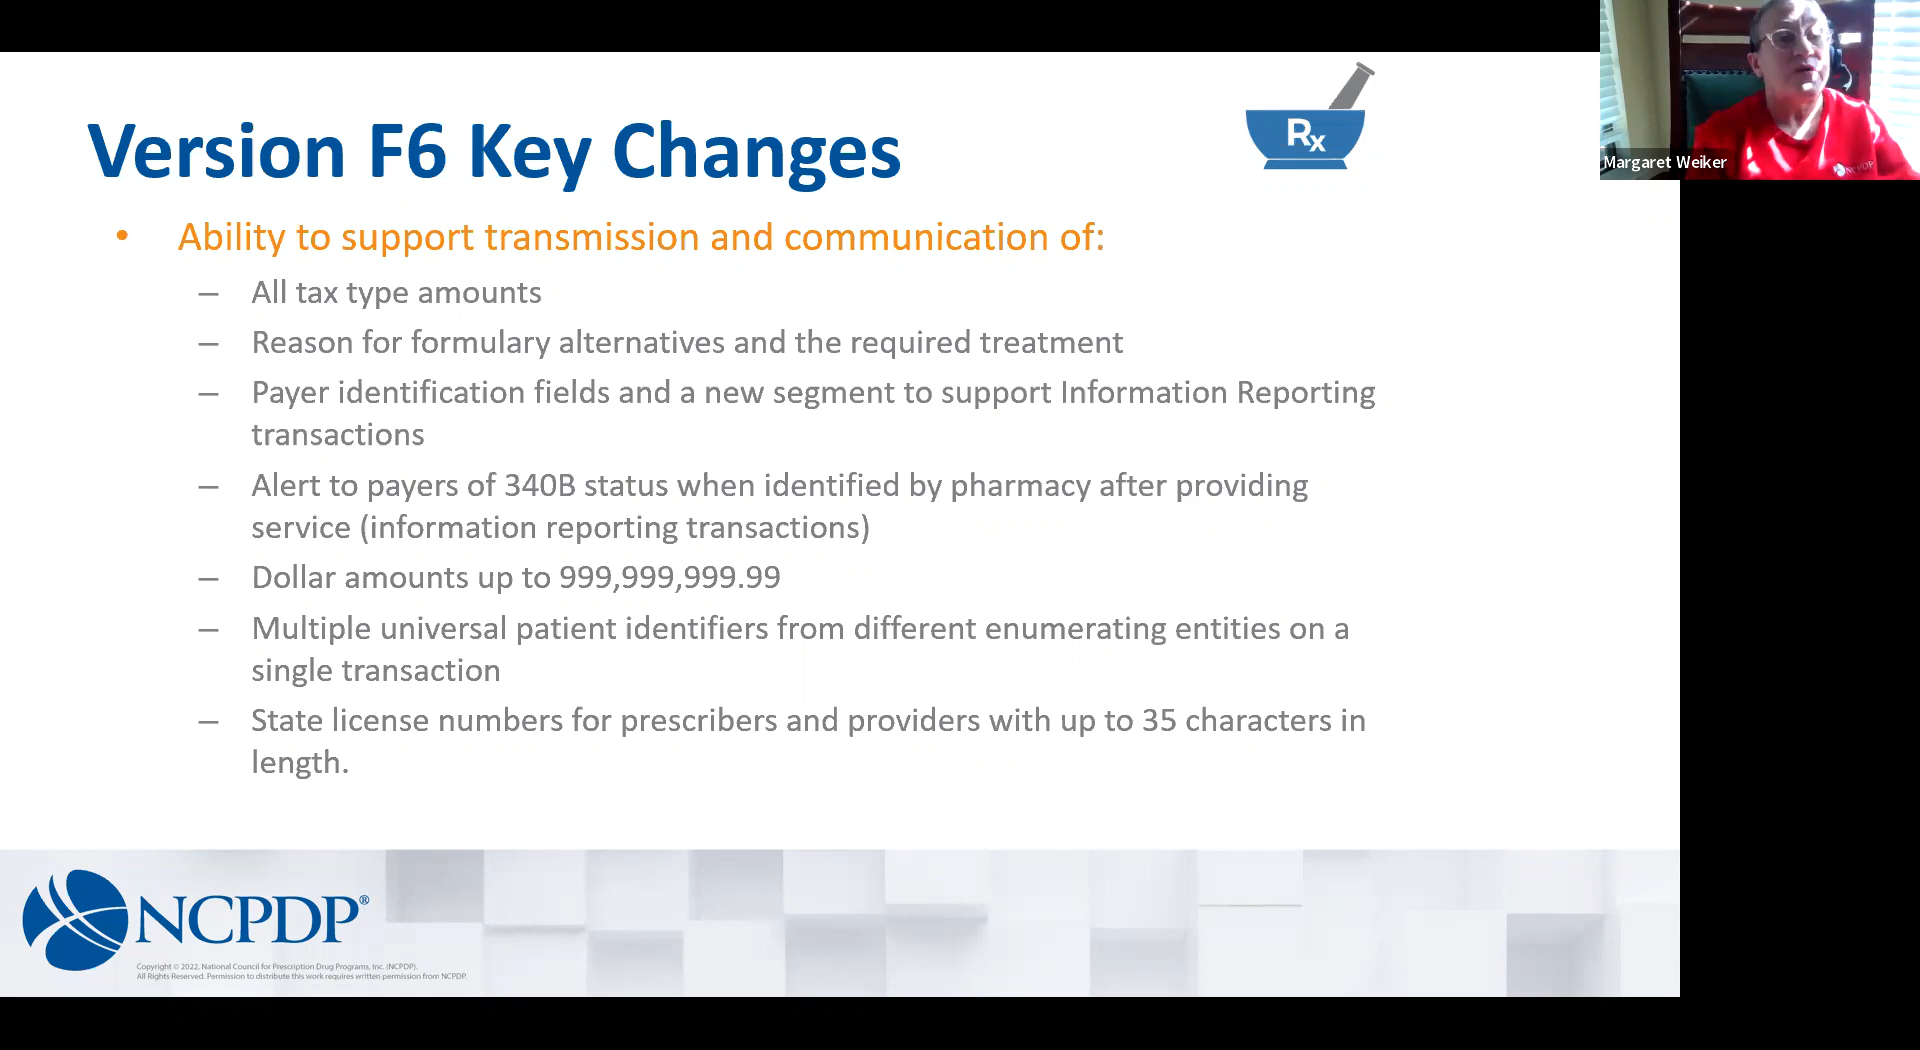 Version F6 Key Changes
Rx
Margaret Weiker
NCPDP
• Ability to support transmission and communication of:
– All tax type amounts
– Reason for formulary alternatives and the required treatment
– Payer identification fields and a new segment to support Information Reporting
transactions
– Alert to payers of 340B status when identified by pharmacy after providing
service (information reporting transactions)
– Dollar amounts up to 999,999,999.99
– Multiple universal patient identifiers from different enumerating entities on a
single transaction
– State license numbers for prescribers and providers with up to 35 characters in
length.
NCPDP®
Copyright © 2022, National Council for Prescription Drug Programs, Inc. (NCPDP).
All Rights Reserved. Permission to distribute this work requires written permission from NCPDP.